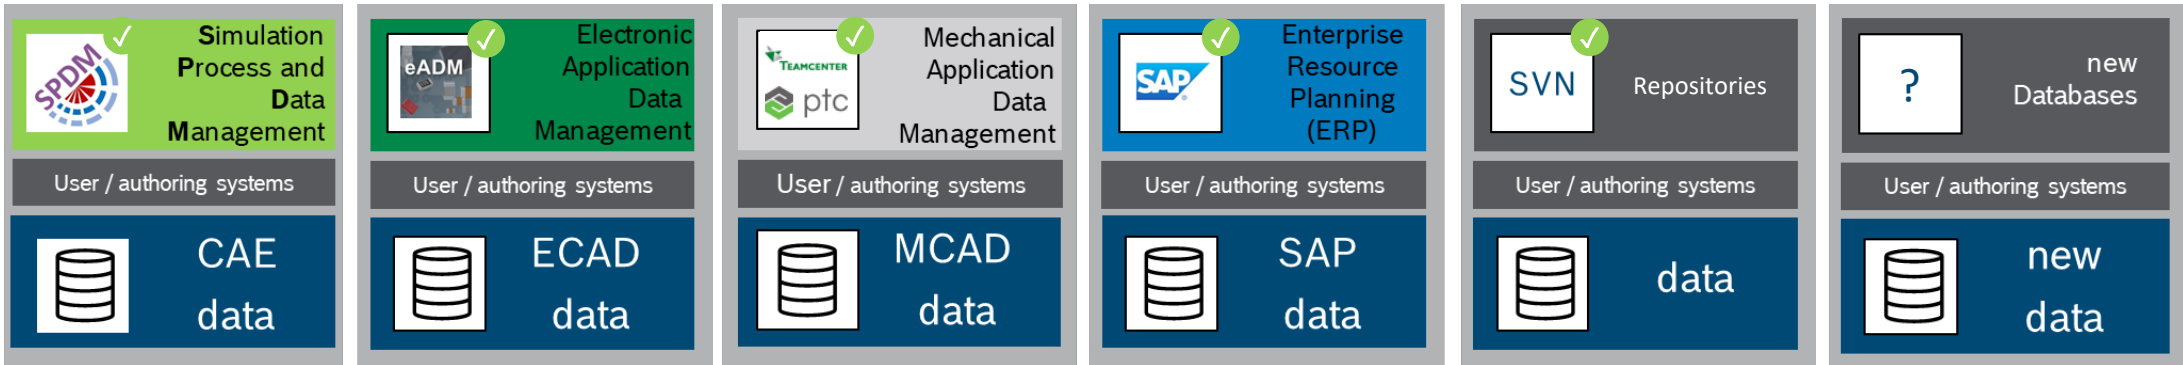 SPDM
Simulation
Process and
Data
Management
User / authoring systems
CAE
data
eADM
Electronic
Application
Data
Management
User / authoring systems
ECAD
data
TEAMCENTER
ptc
Mechanical
Application
Data
Management
User / authoring systems
MCAD
data
SAP
Enterprise
Resource
Planning
(ERP)
User / authoring systems
SAP
data
SVN
Repositories
User / authoring systems
data
?
new
Databases
User / authoring systems
new
data